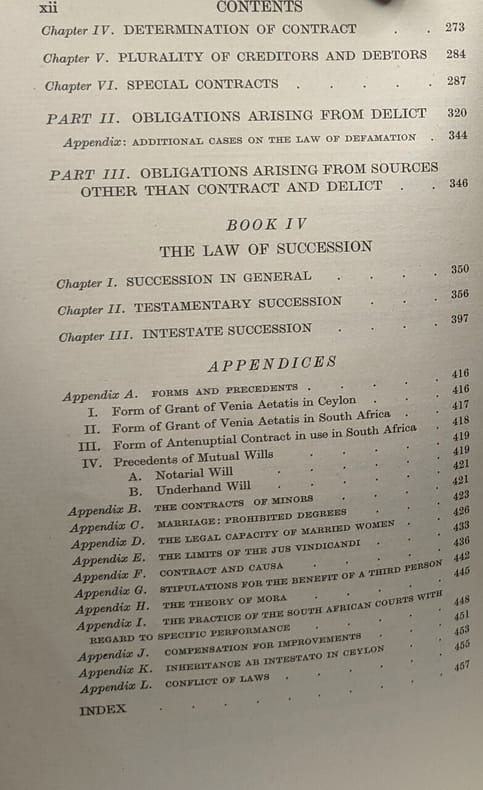 xii CONTENTS
Chapter IV. DETERMINATION OF CONTRACT . . 273
Chapter V. PLURALITY OF CREDITORS AND DEBTORS 284
Chapter VI. SPECIAL CONTRACTS . . . . . 287
PART II. OBLIGATIONS ARISING FROM DELICT 320
Appendix: ADDITIONAL CASES ON THE LAW OF DEFAMATION . 344
PART III. OBLIGATIONS ARISING FROM SOURCES
OTHER THAN CONTRACT AND DELICT . . 346
BOOK IV
THE LAW OF SUCCESSION
Chapter I. SUCCESSION IN GENERAL . . . . 350
Chapter II. TESTAMENTARY SUCCESSION . . . 356
Chapter III. INTESTATE SUCCESSION . . . . 397
APPENDICES
Appendix A. FORMS AND PRECEDENTS . . . . . 416
I. Form of Grant of Venia Aetatis in Ceylon . . . 416
II. Form of Grant of Venia Aetatis in South Africa . . 417
III. Form of Antenuptial Contract in use in South Africa . 418
IV. Precedents of Mutual Wills . . . . 419
A. Notarial Will . . . . . 419
B. Underhand Will . . . . . 421
Appendix B. THE CONTRACTS OF MINORS . . . . 421
Appendix C. MARRIAGE: PROHIBITED DEGREES . . . 423
Appendix D. THE LEGAL CAPACITY OF MARRIED WOMEN . . 426
Appendix E. THE LIMITS OF THE JUS VINDICANDI . . . 433
Appendix F. CONTRACT AND CAUSA . . . . . 436
Appendix G. STIPULATIONS FOR THE BENEFIT OF A THIRD PERSON 442
Appendix H. THE THEORY OF MORA . . . . . 445
Appendix I. THE PRACTICE OF THE SOUTH AFRICAN COURTS WITH
REGARD TO SPECIFIC PERFORMANCE . . . . 448
Appendix J. COMPENSATION FOR IMPROVEMENTS . . . 451
Appendix K. INHERITANCE AB INTESTATO IN CEYLON . . 453
Appendix L. CONFLICT OF LAWS . . . . . 455
INDEX . . . . . . . . 457